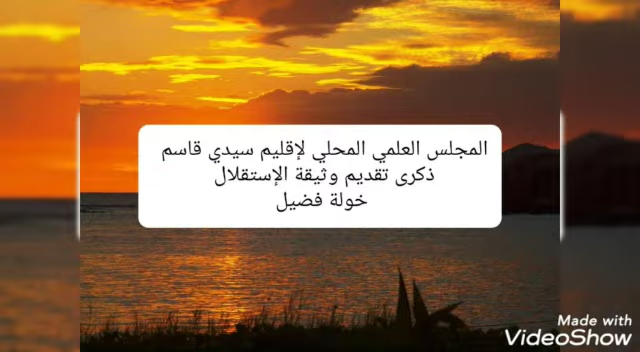 المجلس العلمي المحلي لإقليم سيدي قاسم
ذكرى تقديم وثيقة الإستقلال
خولة فضيل
Made with
VideoShow